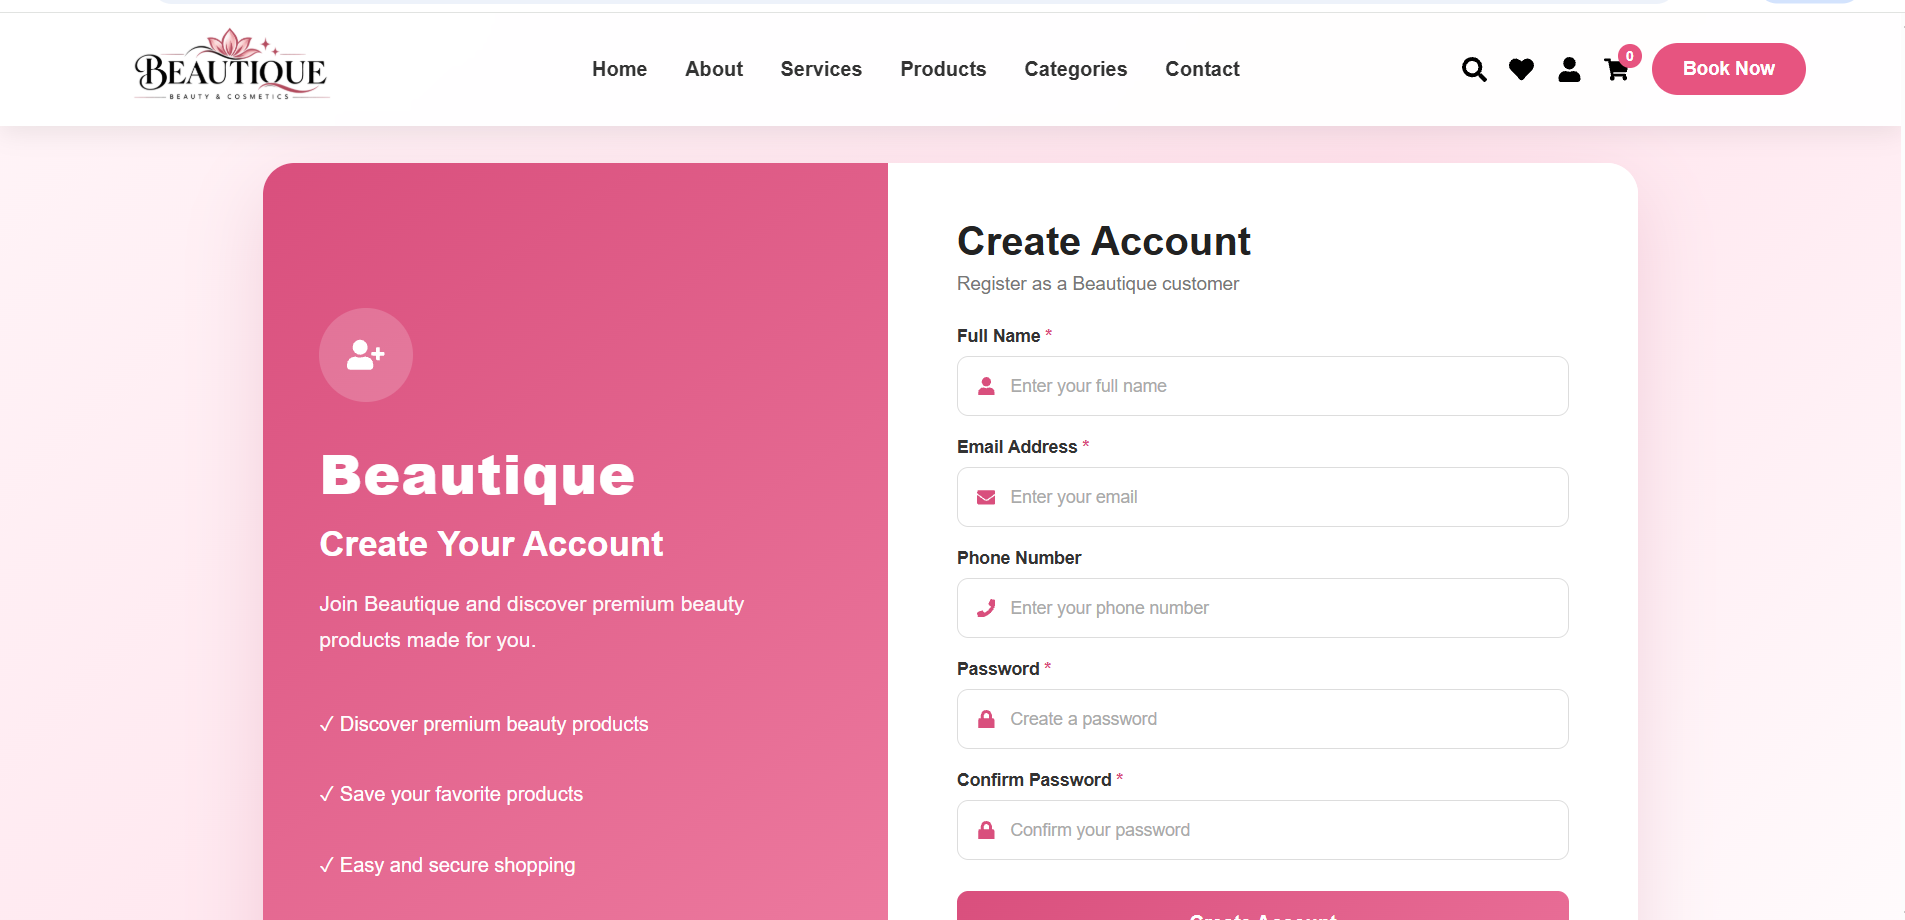 BEAUTIQUE
BEAUTY & COSMETICS
Home
About
Services
Products
Categories
Contact
0
Book Now
Beautique
Create Your Account
Join Beautique and discover premium beauty
products made for you.
✓ Discover premium beauty products
✓ Save your favorite products
✓ Easy and secure shopping
Create Account
Register as a Beautique customer
Full Name *
Enter your full name
Email Address *
Enter your email
Phone Number
Enter your phone number
Password *
Create a password
Confirm Password *
Confirm your password
Create Account